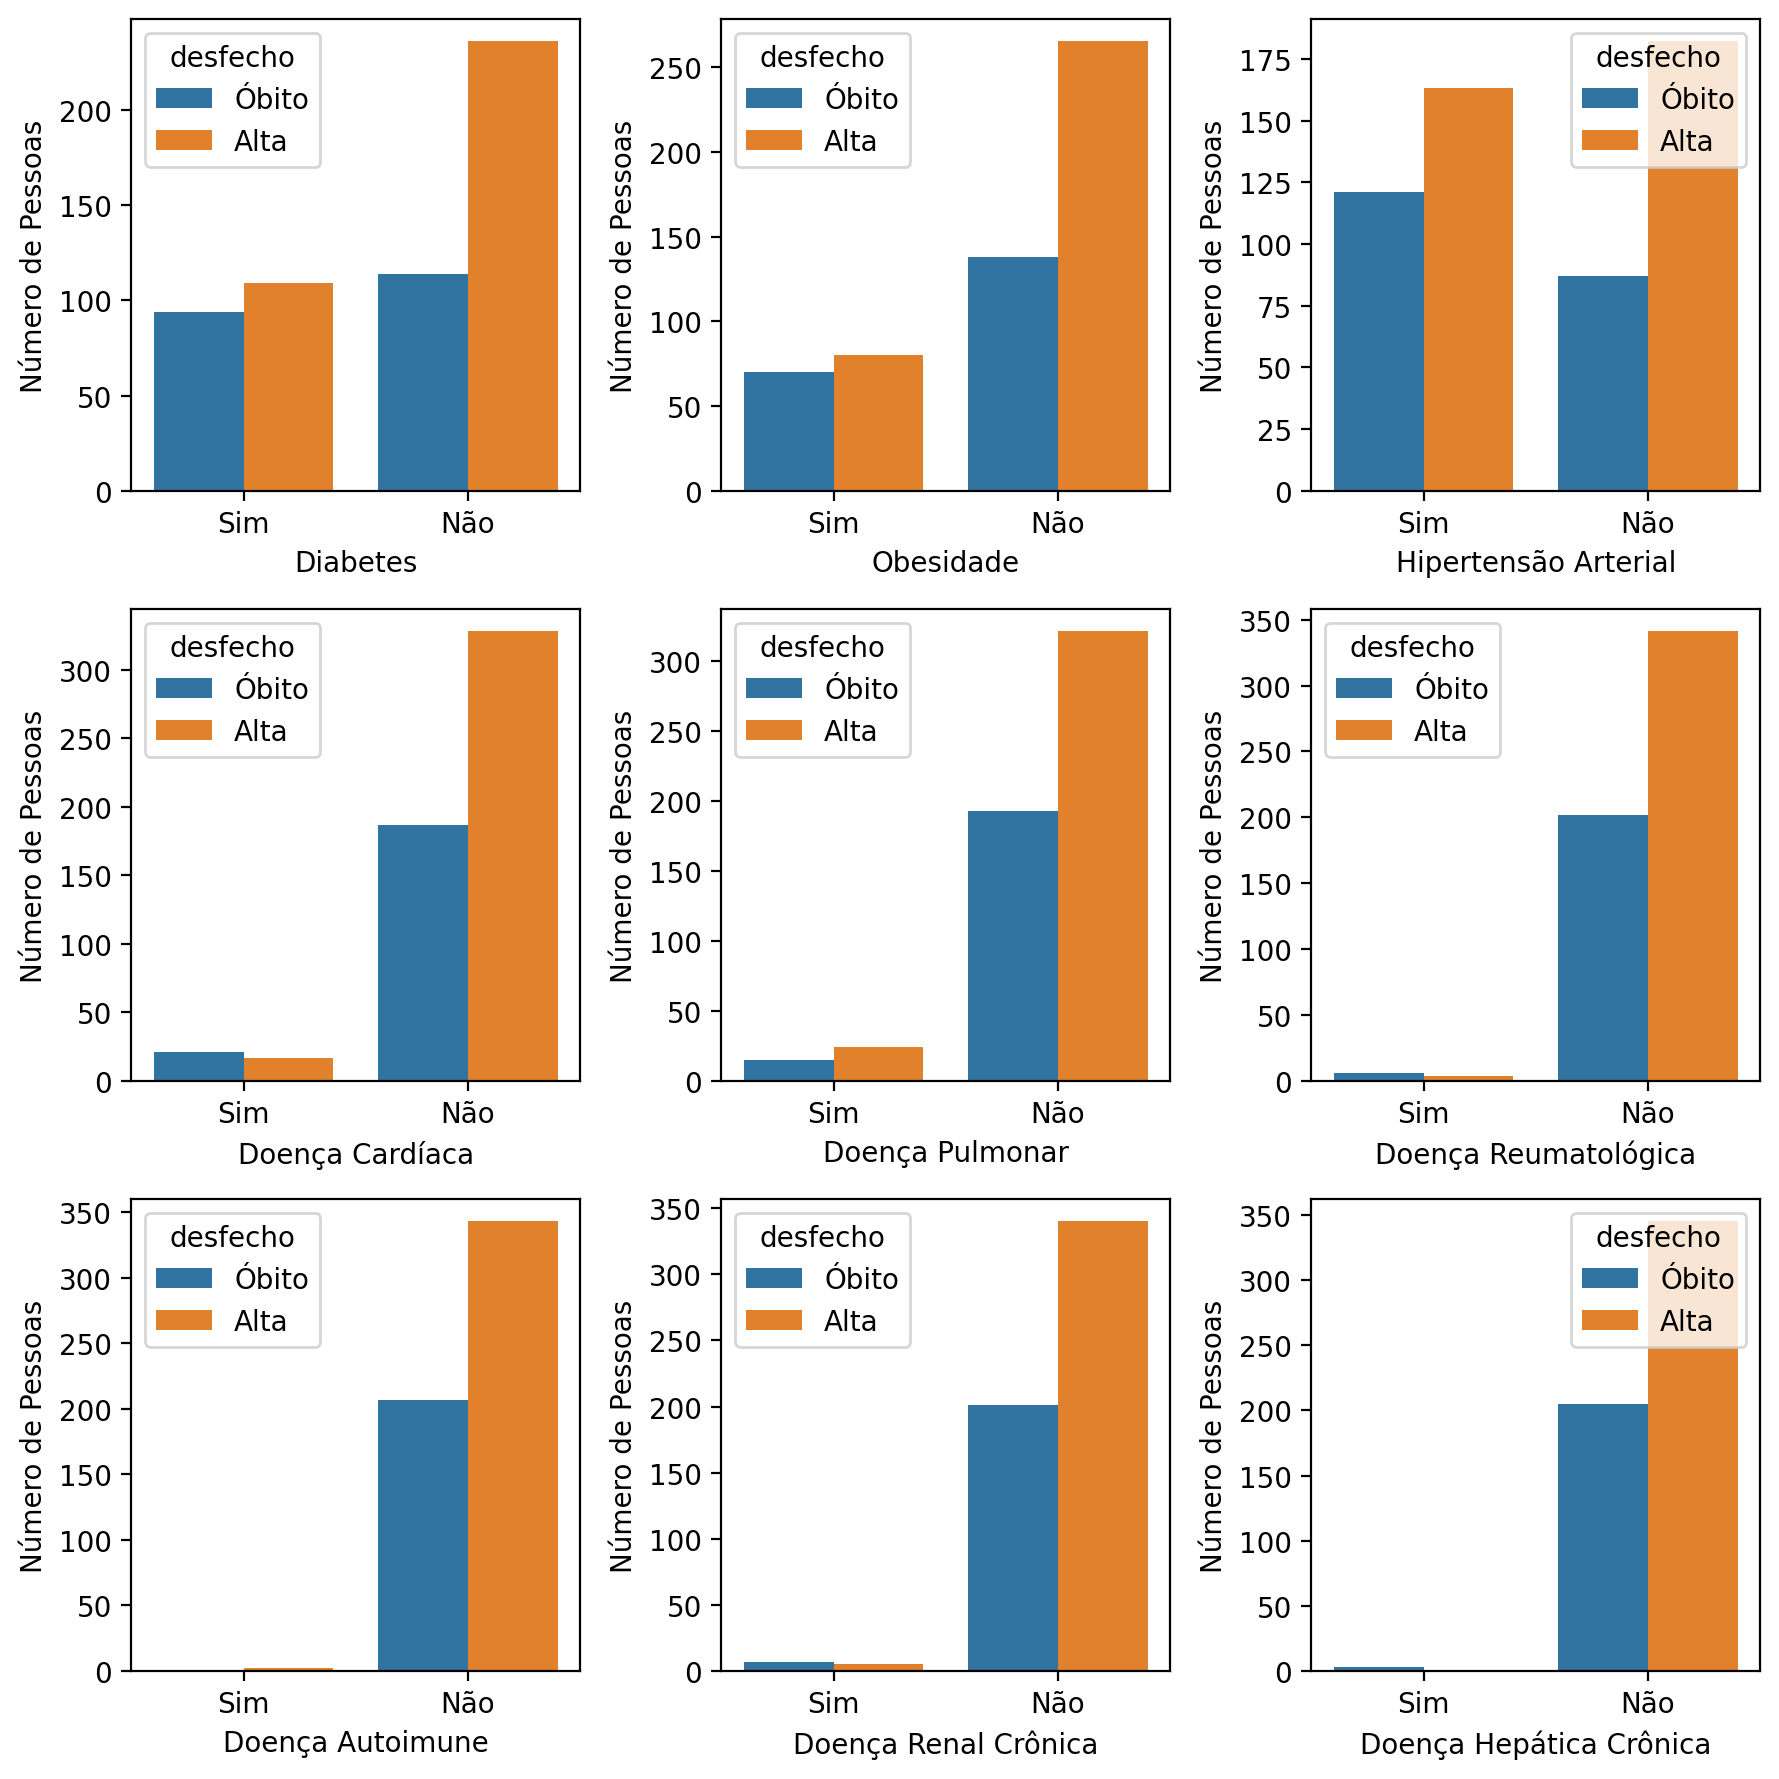 desfecho
Óbito
Alta
200
150
100
50
0
Número de Pessoas
Sim Não
Diabetes
desfecho
Óbito
Alta
250
200
150
100
50
0
Número de Pessoas
Sim Não
Obesidade
desfecho
Óbito
Alta
175
150
125
100
75
50
25
0
Número de Pessoas
Sim Não
Hipertensão Arterial
desfecho
Óbito
Alta
300
250
200
150
100
50
0
Número de Pessoas
Sim Não
Doença Cardíaca
desfecho
Óbito
Alta
300
250
200
150
100
50
0
Número de Pessoas
Sim Não
Doença Pulmonar
desfecho
Óbito
Alta
350
300
250
200
150
100
50
0
Número de Pessoas
Sim Não
Doença Reumatológica
desfecho
Óbito
Alta
350
300
250
200
150
100
50
0
Número de Pessoas
Sim Não
Doença Autoimune
desfecho
Óbito
Alta
350
300
250
200
150
100
50
0
Número de Pessoas
Sim Não
Doença Renal Crônica
desfecho
Óbito
Alta
350
300
250
200
150
100
50
0
Número de Pessoas
Sim Não
Doença Hepática Crônica